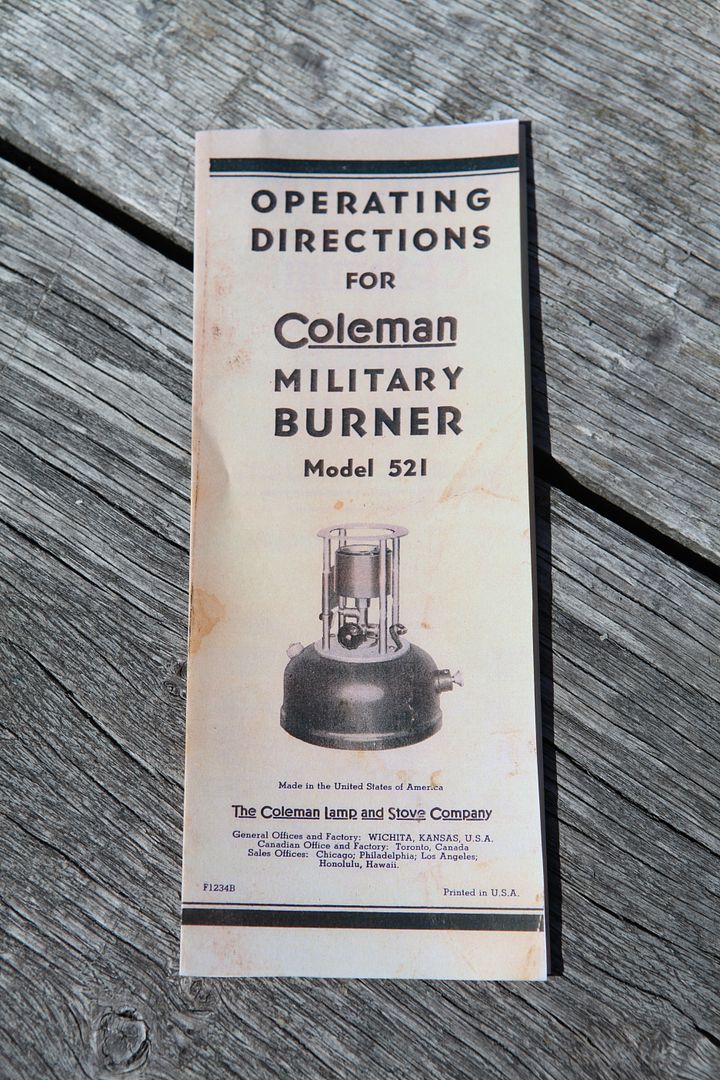 OPERATING
DIRECTIONS
FOR
Coleman
MILITARY
BURNER
Model 521
Made in the United States of America
The Coleman Lamp and Stove Company
General Offices and Factory: WICHITA, KANSAS, U.S.A.
Canadian Office and Factory: Toronto, Canada
Sales Offices: Chicago; Philadelphia; Los Angeles;
Honolulu, Hawaii.
F1234B
Printed in U.S.A.